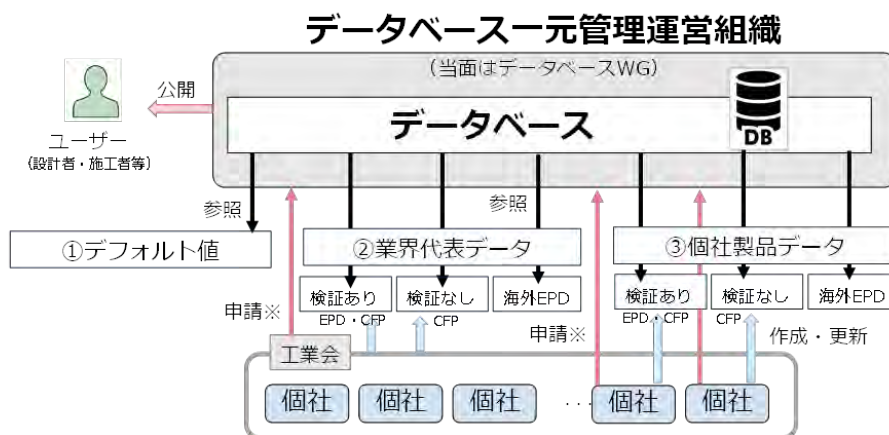 データベース一元管理運営組織
(当面はデータベースWG)
公開
ユーザー
(設計者・施工者等)
データベース
DB
参照
参照
①デフォルト値
②業界代表データ
③個社製品データ
検証あり
検証なし
海外EPD
検証あり
検証なし
海外EPD
EPD・CFP
CFP
EPD・CFP
CFP
申請※
申請※
作成・更新
工業会
個社
個社
個社
・・・
個社
個社